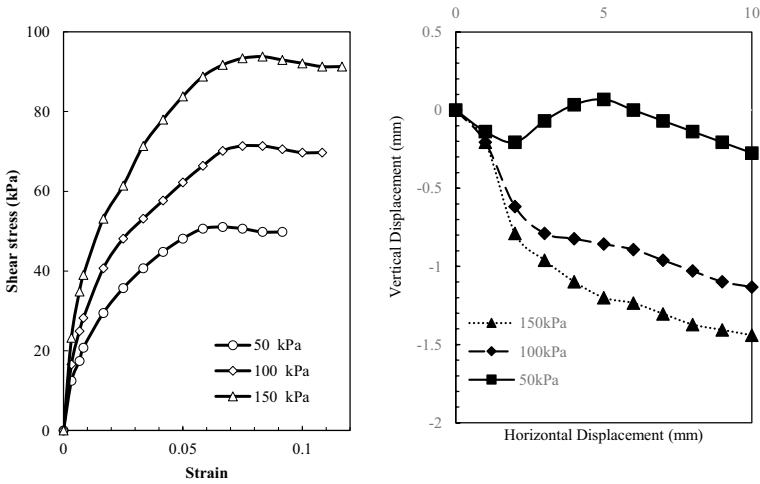 100
80
60
40
20
0
Shear stress (kPa)
50 kPa
100 kPa
150 kPa
0
0.05
0.1
Strain
0
5
10
0.5
0
-0.5
-1
-1.5
-2
Vertical Displacement (mm)
150kPa
100kPa
50kPa
Horizontal Displacement (mm)